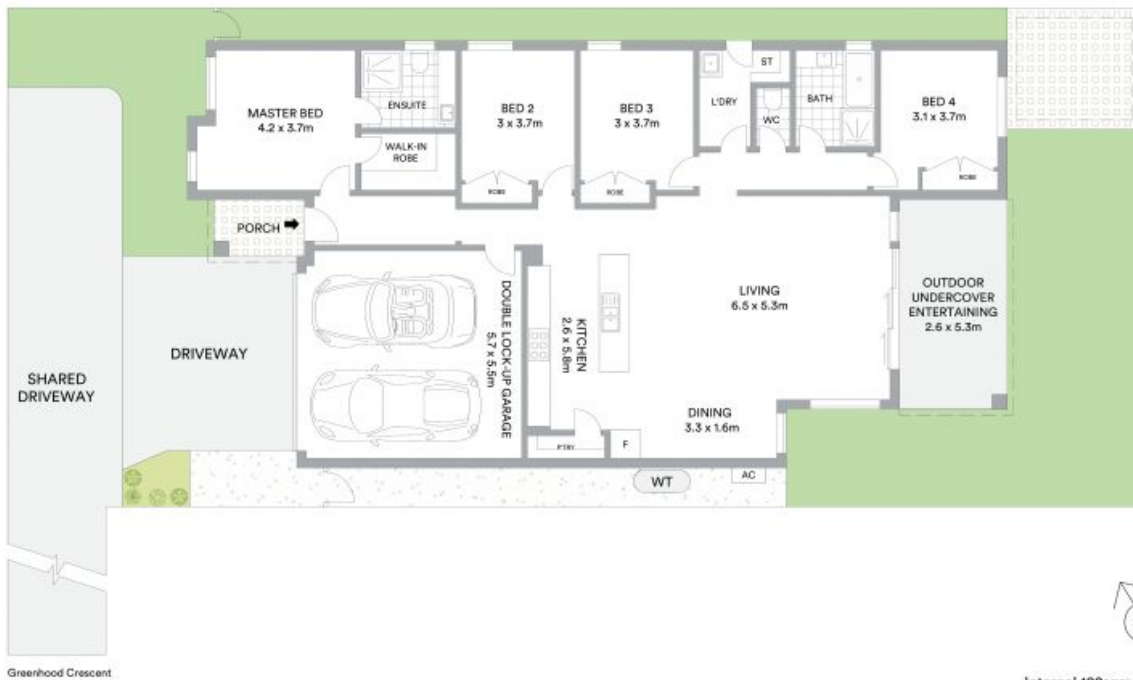 MASTER BED
4.2 x 3.7m
ENSUITE
WALK-IN
ROBE
BED 2
3 x 3.7m
ROBE
BED 3
3 x 3.7m
ROBE
L'DRY
ST
WC
BATH
BED 4
3.1 x 3.7m
ROBE
PORCH
DRIVEWAY
SHARED
DRIVEWAY
DOUBLE LOCK-UP GARAGE
5.7 x 5.5m
KITCHEN
2.6 x 5.8m
LIVING
6.5 x 5.3m
DINING
3.3 x 1.6m
OUTDOOR
UNDERCOVER
ENTERTAINING
2.6 x 5.3m
P'TRY
F
WT
AC
Greenhood Crescent
Internal